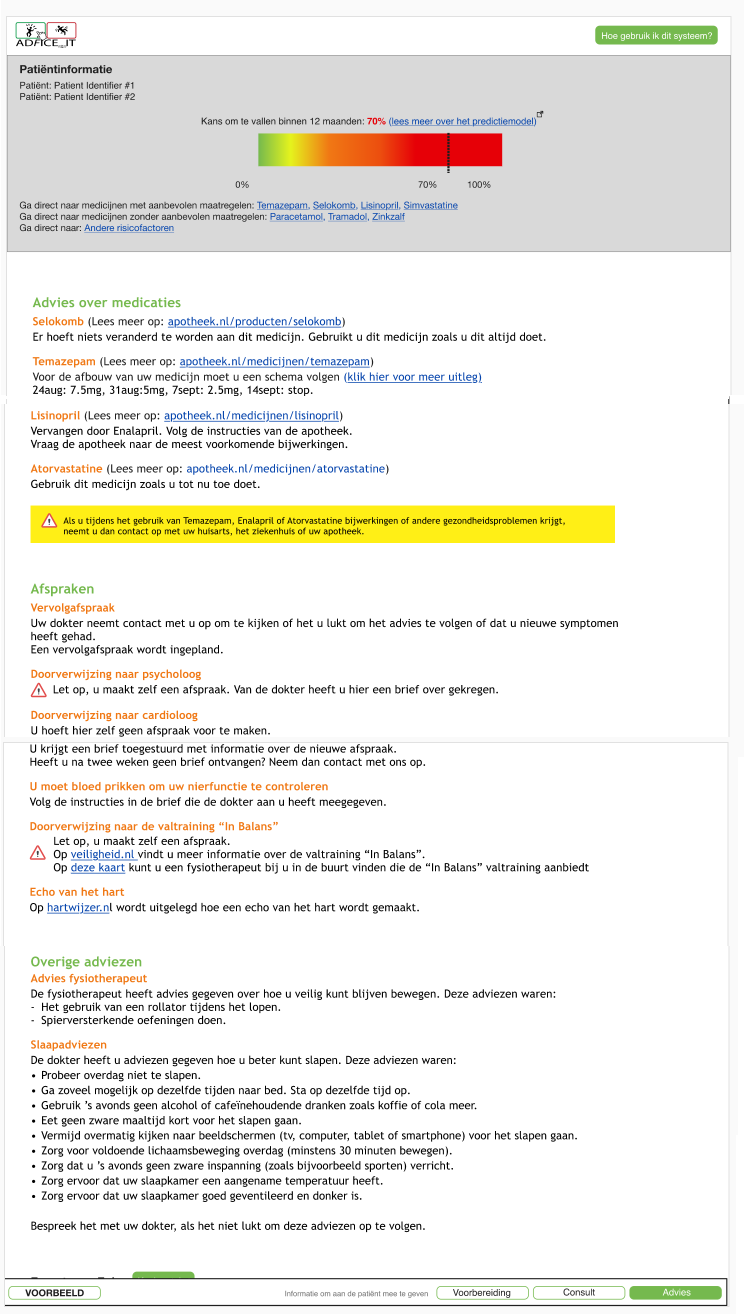 ADFICE_IT
Hoe gebruik ik dit systeem?
Patiëntinformatie
Patiënt: Patient Identifier #1
Patiënt: Patient Identifier #2
Kans om te vallen binnen 12 maanden: 70% (lees meer over het predictiemodel)
0% 70% 100%
Ga direct naar medicijnen met aanbevolen maatregelen: Temazepam, Selokomb, Lisinopril, Simvastatine
Ga direct naar medicijnen zonder aanbevolen maatregelen: Paracetamol, Tramadol, Zinkzalf
Ga direct naar: Andere risicofactoren
Advies over medicaties
Selokomb (Lees meer op: apotheek.nl/producten/selokomb)
Er hoeft niets veranderd te worden aan dit medicijn. Gebruikt u dit medicijn zoals u dit altijd doet.
Temazepam (Lees meer op: apotheek.nl/medicijnen/temazepam)
Voor de afbouw van uw medicijn moet u een schema volgen (klik hier voor meer uitleg)
24aug: 7.5mg, 31aug:5mg, 7sept: 2.5mg, 14sept: stop.
Lisinopril (Lees meer op: apotheek.nl/medicijnen/lisinopril)
Vervangen door Enalapril. Volg de instructies van de apotheek.
Vraag de apotheek naar de meest voorkomende bijwerkingen.
Atorvastatine (Lees meer op: apotheek.nl/medicijnen/atorvastatine)
Gebruik dit medicijn zoals u tot nu toe doet.
Als u tijdens het gebruik van Temazepam, Enalapril of Atorvastatine bijwerkingen of andere gezondheidsproblemen krijgt,
neemt u dan contact op met uw huisarts, het ziekenhuis of uw apotheek.
Afspraken
Vervolgafspraak
Uw dokter neemt contact met u op om te kijken of het u lukt om het advies te volgen of dat u nieuwe symptomen
heeft gehad.
Een vervolgafspraak wordt ingepland.
Doorverwijzing naar psycholoog
Let op, u maakt zelf een afspraak. Van de dokter heeft u hier een brief over gekregen.
Doorverwijzing naar cardioloog
U hoeft hier zelf geen afspraak voor te maken.
U krijgt een brief toegestuurd met informatie over de nieuwe afspraak.
Heeft u na twee weken geen brief ontvangen? Neem dan contact met ons op.
U moet bloed prikken om uw nierfunctie te controleren
Volg de instructies in de brief die de dokter aan u heeft meegegeven.
Doorverwijzing naar de valtraining “In Balans”
Let op, u maakt zelf een afspraak.
Op veiligheid.nl vindt u meer informatie over de valtraining “In Balans”.
Op deze kaart kunt u een fysiotherapeut bij u in de buurt vinden die de “In Balans” valtraining aanbiedt
Echo van het hart
Op hartwijzer.nl wordt uitgelegd hoe een echo van het hart wordt gemaakt.
Overige adviezen
Advies fysiotherapeut
De fysiotherapeut heeft advies gegeven over hoe u veilig kunt blijven bewegen. Deze adviezen waren:
- Het gebruik van een rollator tijdens het lopen.
- Spierversterkende oefeningen doen.
Slaapadviezen
De dokter heeft u adviezen gegeven hoe u beter kunt slapen. Deze adviezen waren:
• Probeer overdag niet te slapen.
• Ga zoveel mogelijk op dezelfde tijden naar bed. Sta op dezelfde tijd op.
• Gebruik ’s avonds geen alcohol of cafeïnehoudende dranken zoals koffie of cola meer.
• Eet geen zware maaltijd kort voor het slapen gaan.
• Vermijd overmatig kijken naar beeldschermen (tv, computer, tablet of smartphone) voor het slapen gaan.
• Zorg voor voldoende lichaamsbeweging overdag (minstens 30 minuten bewegen).
• Zorg dat u ’s avonds geen zware inspanning (zoals bijvoorbeeld sporten) verricht.
• Zorg ervoor dat uw slaapkamer een aangename temperatuur heeft.
• Zorg ervoor dat uw slaapkamer goed geventileerd en donker is.
Bespreek het met uw dokter, als het niet lukt om deze adviezen op te volgen.
VOORBEELD
Informatie om aan de patiënt mee te geven
Voorbereiding
Consult
Advies